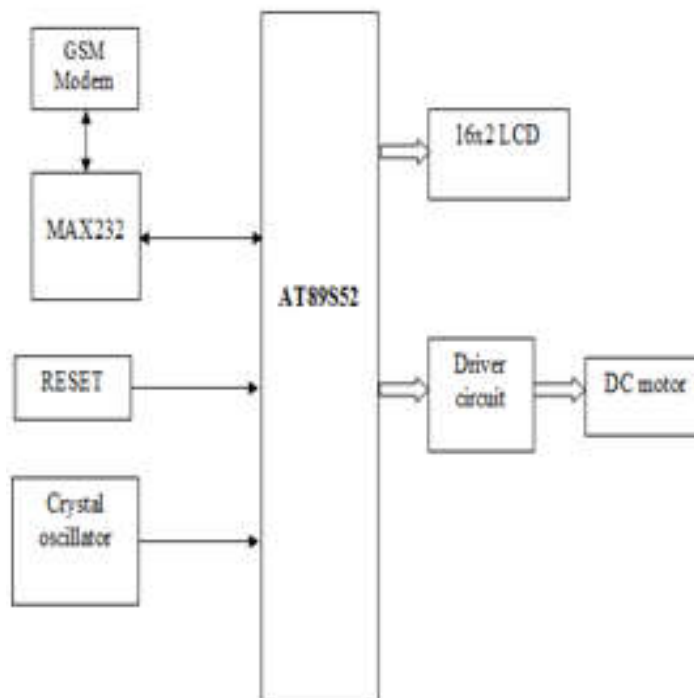 GSM
Modem
MAX232
RESET
Crystal
oscillator
AT89S52
16x2 LCD
Driver
circuit
DC motor